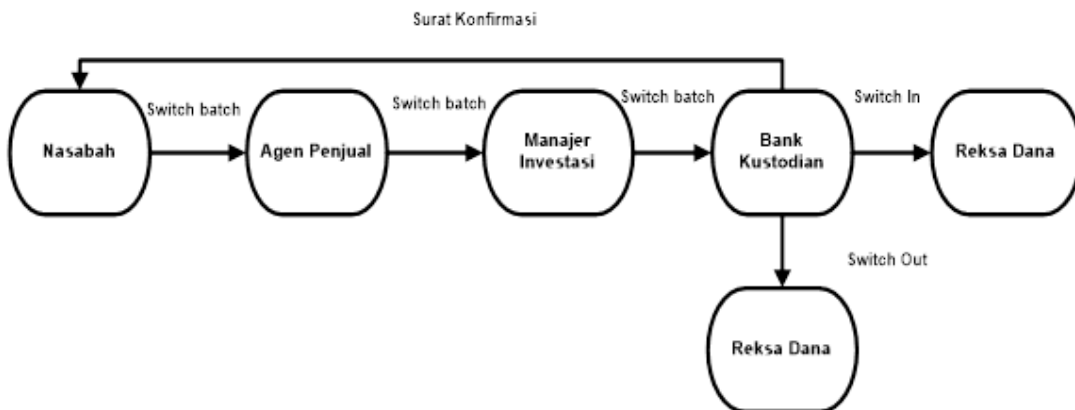 Surat Konfirmasi
Switch batch
Switch batch
Switch batch
Switch In
Nasabah
Agen Penjual
Manajer
Investasi
Bank
Kustodian
Reksa Dana
Switch Out
Reksa Dana